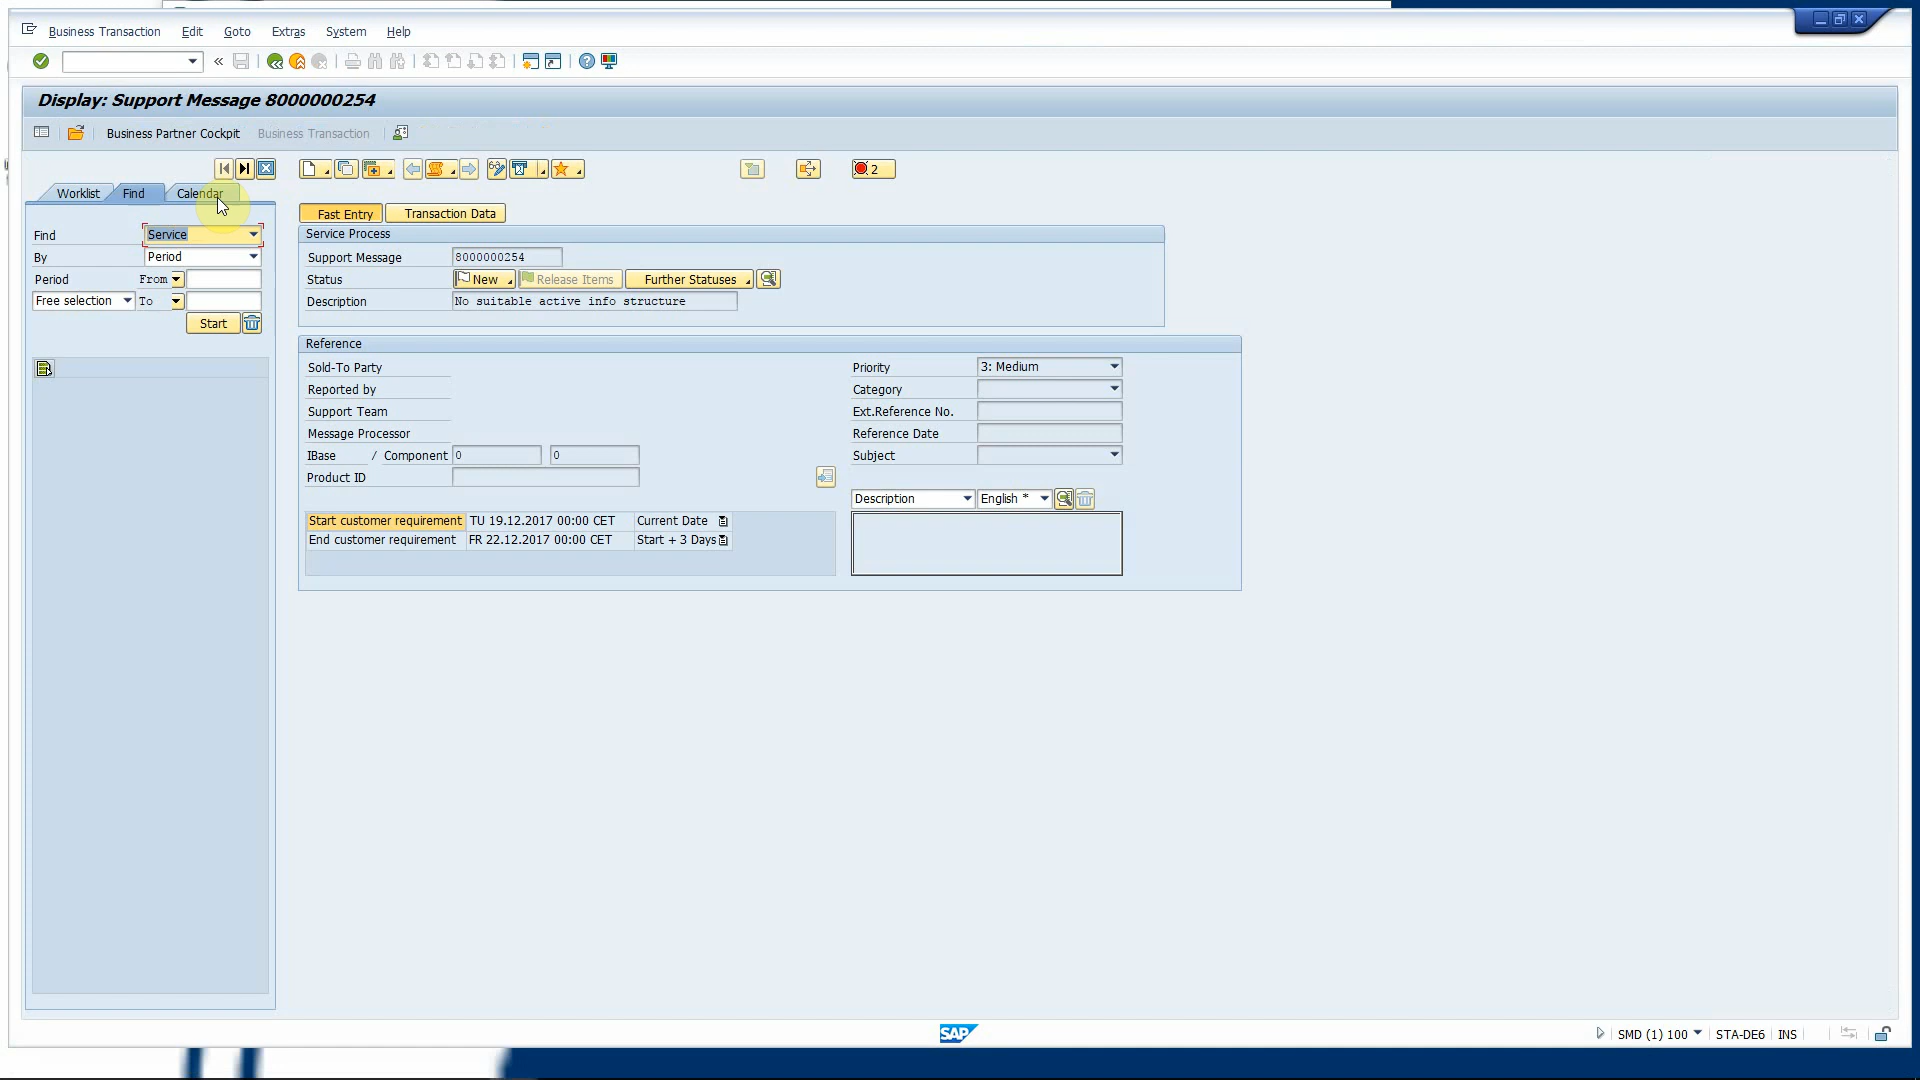 Business Transaction Edit Goto Extras System Help
Display: Support Message 8000000254
Business Partner Cockpit Business Transaction
2
Worklist Find Calendar
Find Service
By Period
Period From
Free selection To
Start
Fast Entry Transaction Data
Service Process
Support Message 8000000254
Status New Release Items Further Statuses
Description No suitable active info structure
Reference
Sold-To Party
Reported by
Support Team
Message Processor
IBase / Component 0 0
Product ID
Priority 3: Medium
Category
Ext.Reference No.
Reference Date
Subject
Description English *
Start customer requirement TU 19.12.2017 00:00 CET Current Date
End customer requirement FR 22.12.2017 00:00 CET Start + 3 Days
SAP
SMD (1) 100 STA-DE6 INS